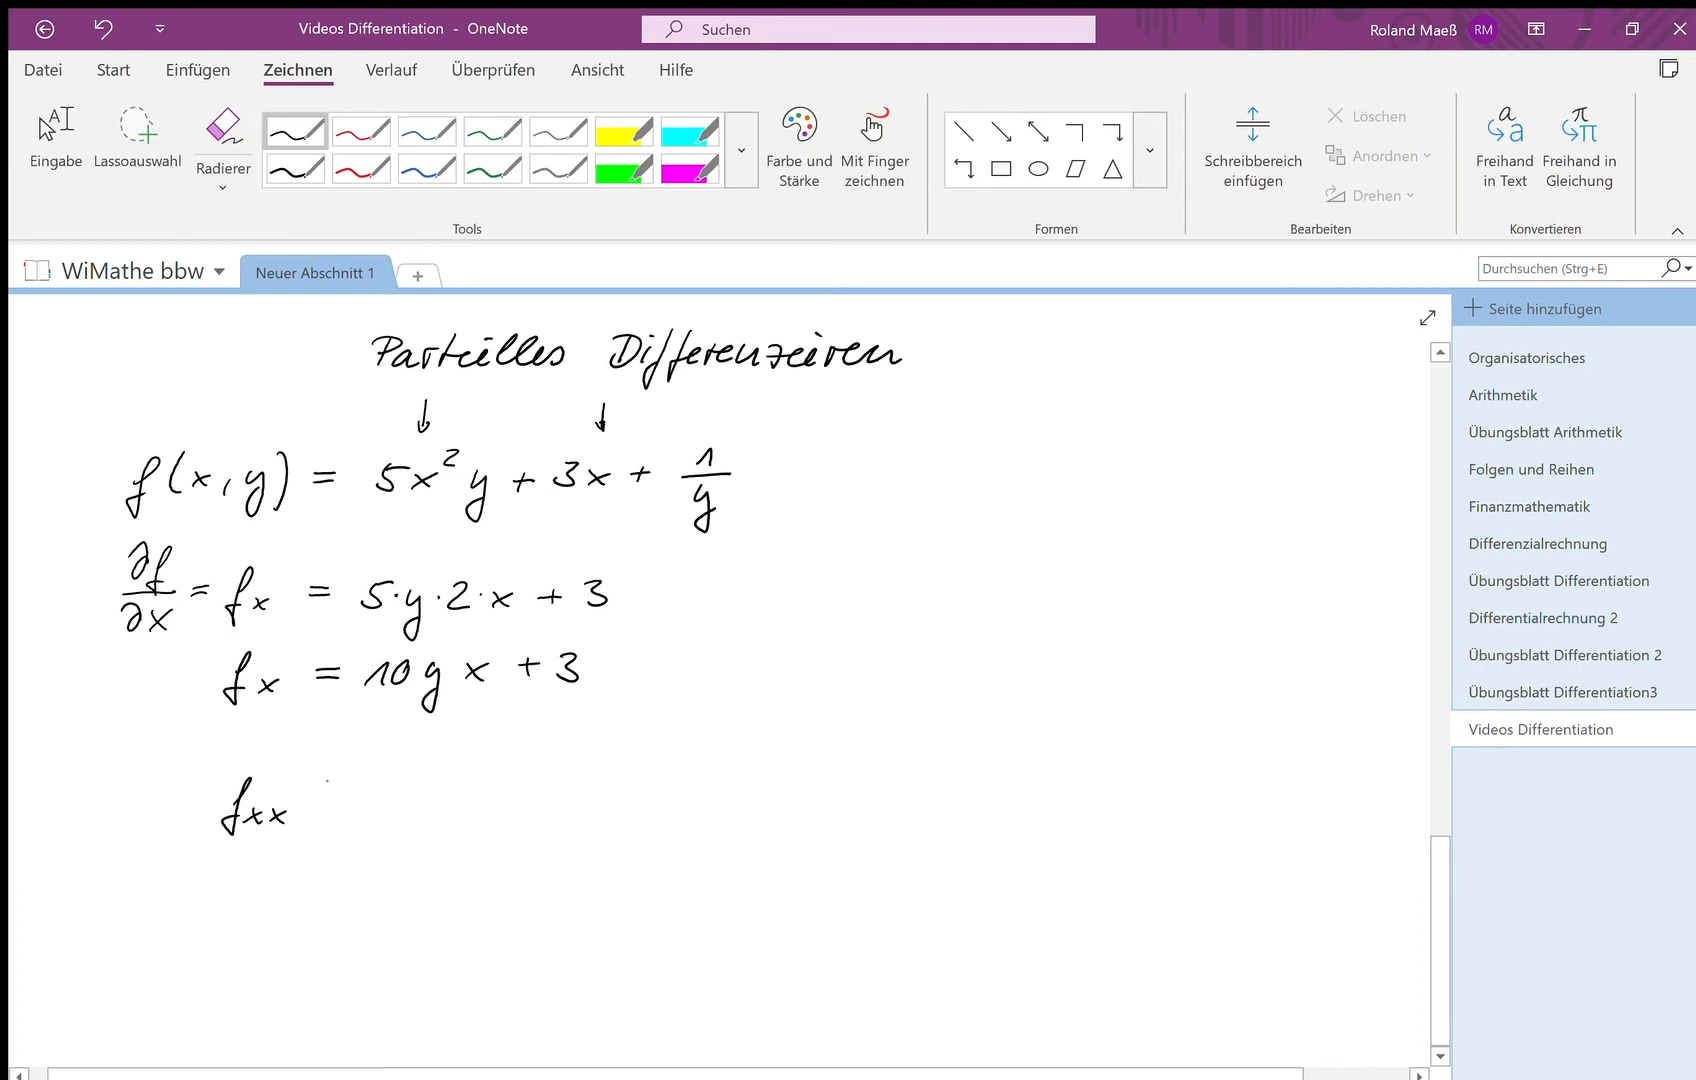 Videos Differentiation - OneNote
Suchen
Roland Maeß RM
Datei Start Einfügen Zeichnen Verlauf Überprüfen Ansicht Hilfe
Eingabe Lassoauswahl Radierer
Farbe und Stärke
Mit Finger zeichnen
Tools
Formen
Schreibbereich einfügen
Löschen
Anordnen
Drehen
Bearbeiten
Freihand in Text
Freihand in Gleichung
Konvertieren
WiMathe bbw
Neuer Abschnitt 1
+
Durchsuchen (Strg+E)
Partielles Differenzieren
f(x,y) = 5x² y + 3x + 1/y
∂f/∂x = fx = 5·y·2·x + 3
fx = 10yx + 3
fxx
Seite hinzufügen
Organisatorisches
Arithmetik
Übungsblatt Arithmetik
Folgen und Reihen
Finanzmathematik
Differenzialrechnung
Übungsblatt Differentiation
Differentialrechnung 2
Übungsblatt Differentiation 2
Übungsblatt Differentiation3
Videos Differentiation